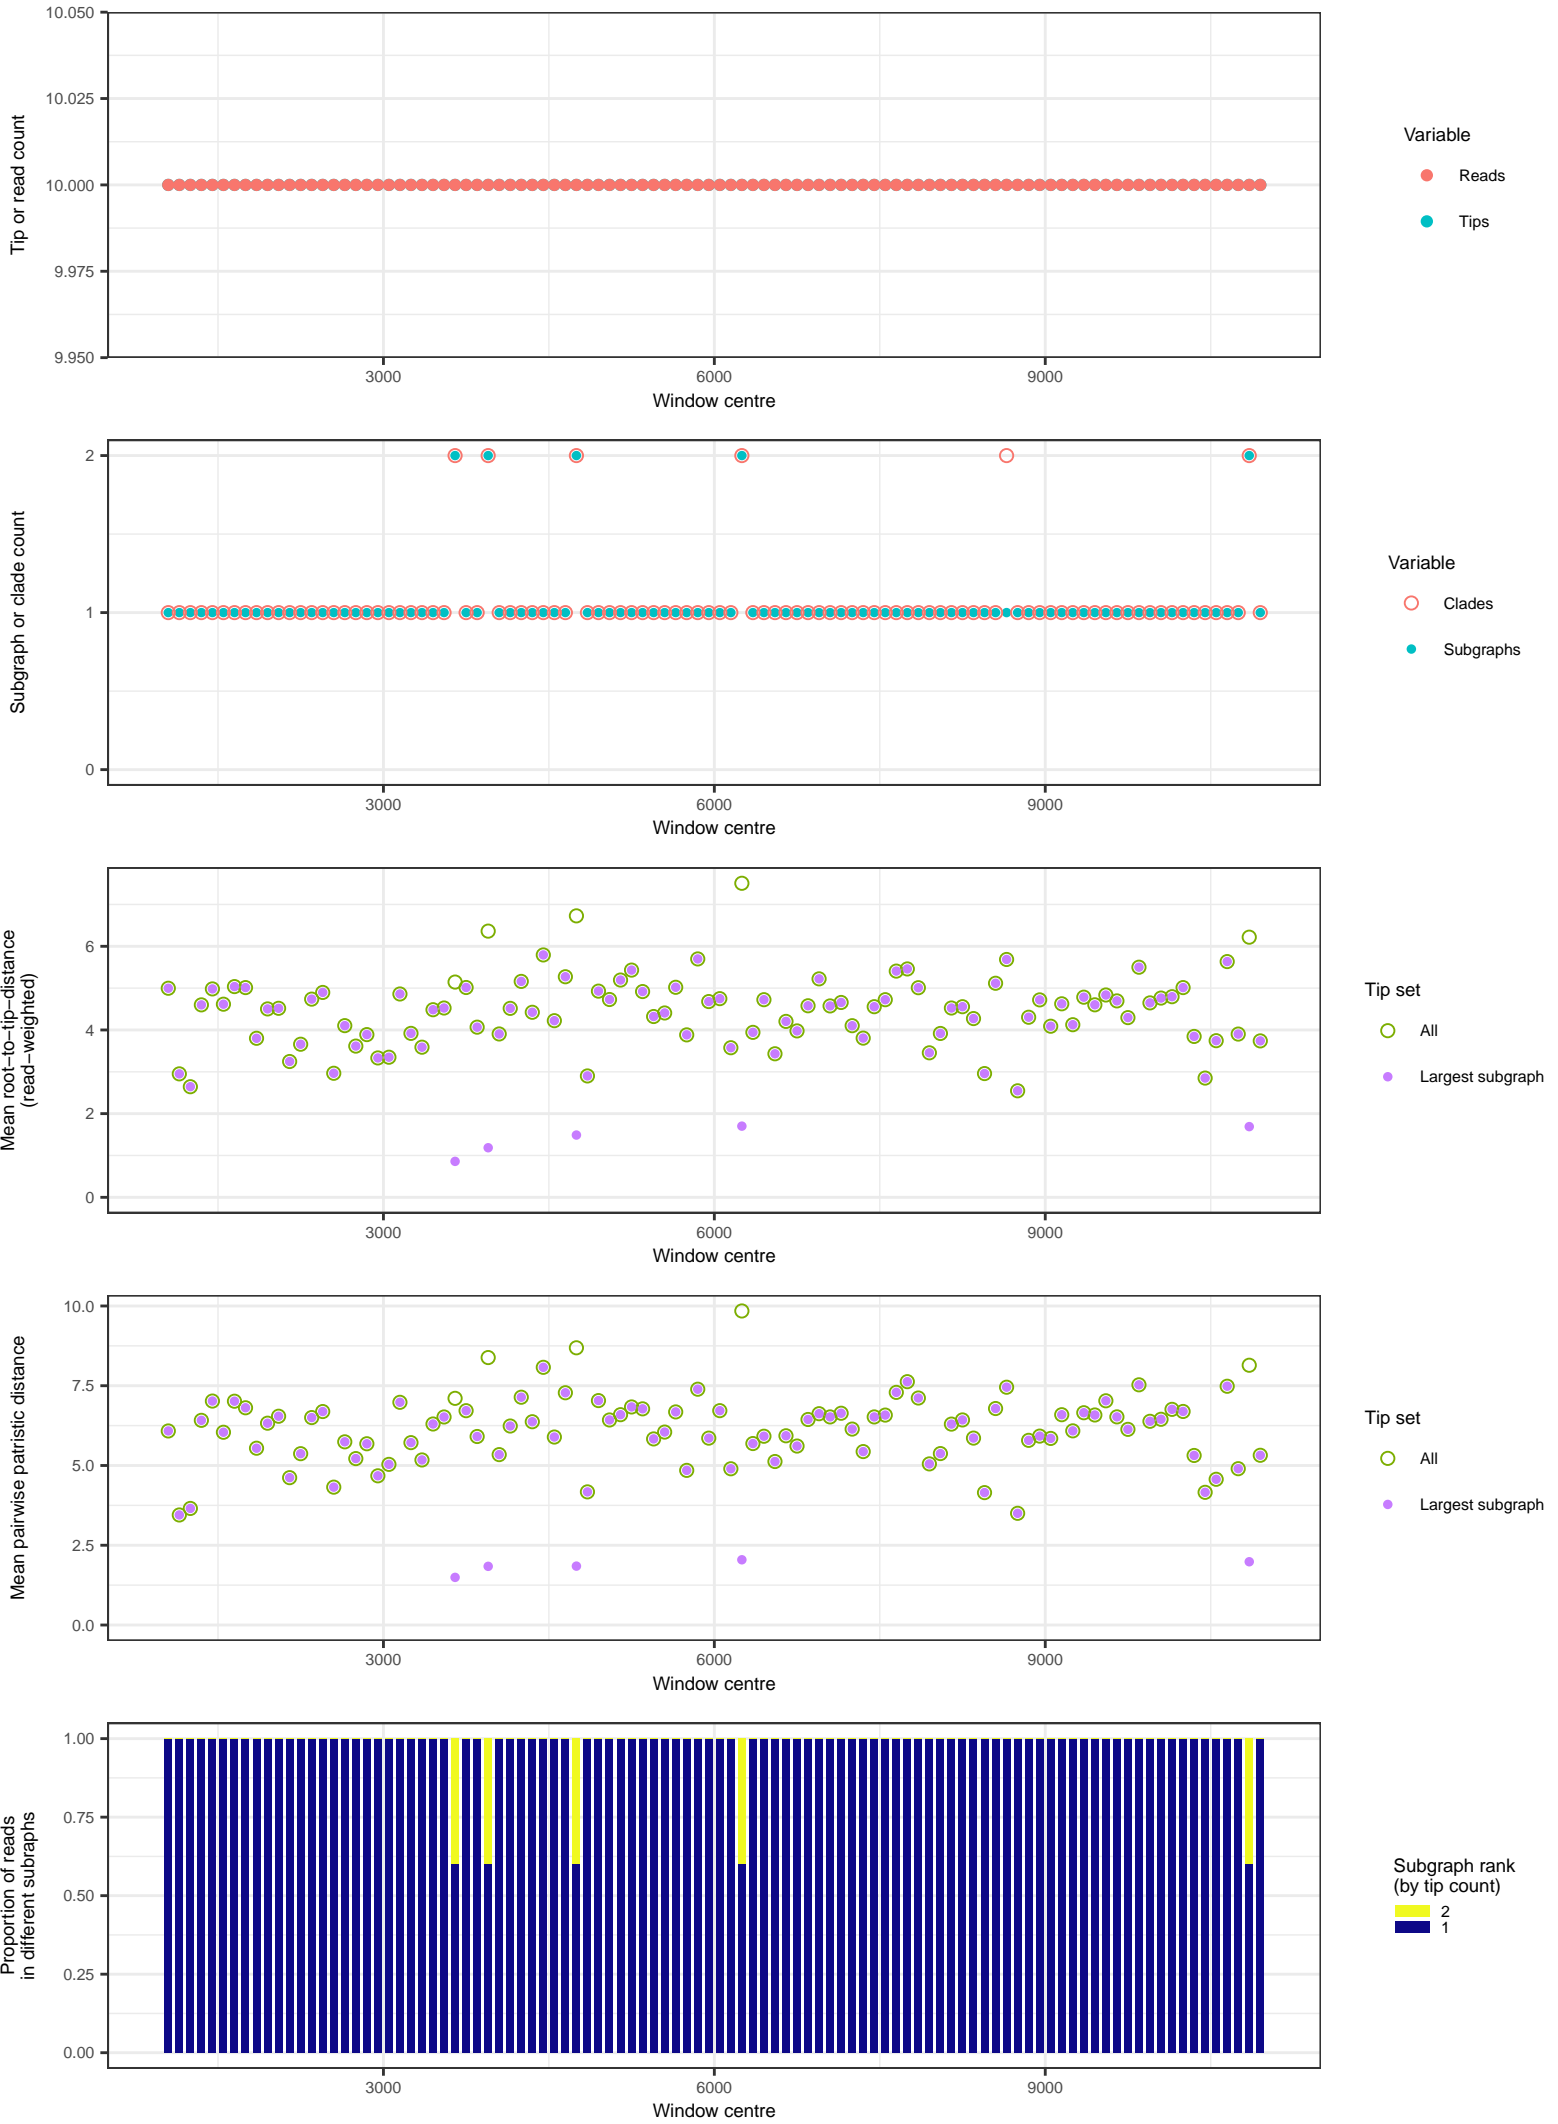 10.050
10.025
10.000
9.975
9.950
Tip or read count
3000 6000 9000
Window centre
Variable
Reads
Tips
2
1
0
Subgraph or clade count
3000 6000 9000
Window centre
Variable
Clades
Subgraphs
6
4
2
0
Mean root−to−tip−distance
(read−weighted)
3000 6000 9000
Window centre
Tip set
All
Largest subgraph
10.0
7.5
5.0
2.5
0.0
Mean pairwise patristic distance
3000 6000 9000
Window centre
Tip set
All
Largest subgraph
1.00
0.75
0.50
0.25
0.00
Proportion of reads
in different subraphs
3000 6000 9000
Window centre
Subgraph rank
(by tip count)
2
1